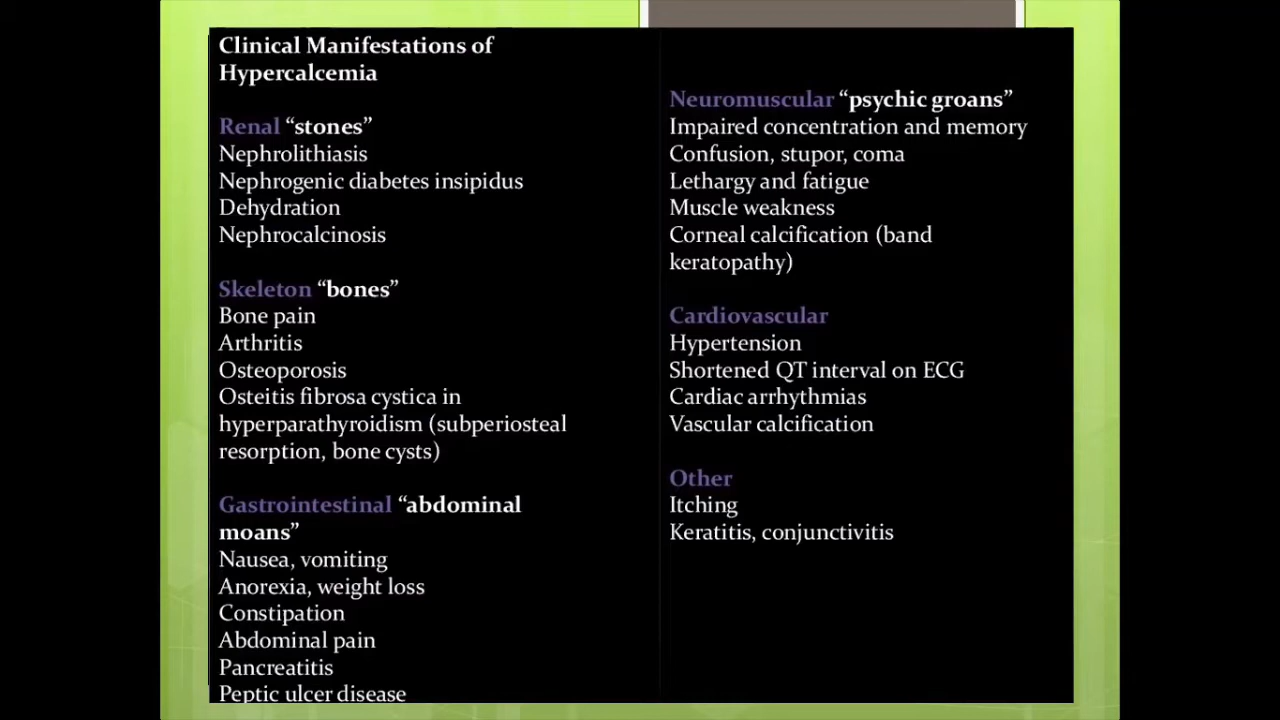 Clinical Manifestations of
Hypercalcemia
Renal “stones”
Nephrolithiasis
Nephrogenic diabetes insipidus
Dehydration
Nephrocalcinosis
Skeleton “bones”
Bone pain
Arthritis
Osteoporosis
Osteitis fibrosa cystica in
hyperparathyroidism (subperiosteal
resorption, bone cysts)
Gastrointestinal “abdominal
moans”
Nausea, vomiting
Anorexia, weight loss
Constipation
Abdominal pain
Pancreatitis
Peptic ulcer disease
Neuromuscular “psychic groans”
Impaired concentration and memory
Confusion, stupor, coma
Lethargy and fatigue
Muscle weakness
Corneal calcification (band
keratopathy)
Cardiovascular
Hypertension
Shortened QT interval on ECG
Cardiac arrhythmias
Vascular calcification
Other
Itching
Keratitis, conjunctivitis